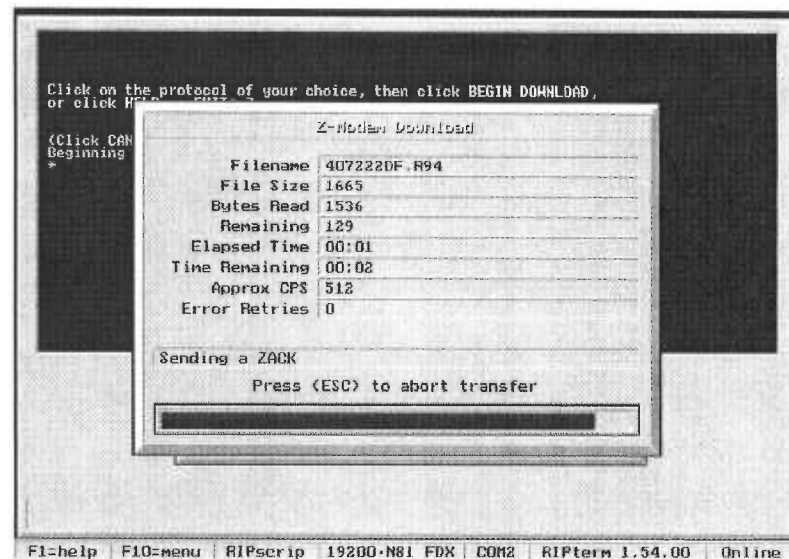 Click on the protocol of your choice, then click BEGIN DOWNLOAD,
or click
(Click CAN
Beginning
*
Z-Modem Download
Filename 407222DF.R94
File Size 1665
Bytes Read 1536
Remaining 129
Elapsed Time 00:01
Time Remaining 00:02
Approx CPS 512
Error Retries 0
Sending a ZACK
Press (ESC) to abort transfer
F1=help F10=menu RIPscrip 19200·N81 FDX COM2 RIPterm 1.54.00 Online